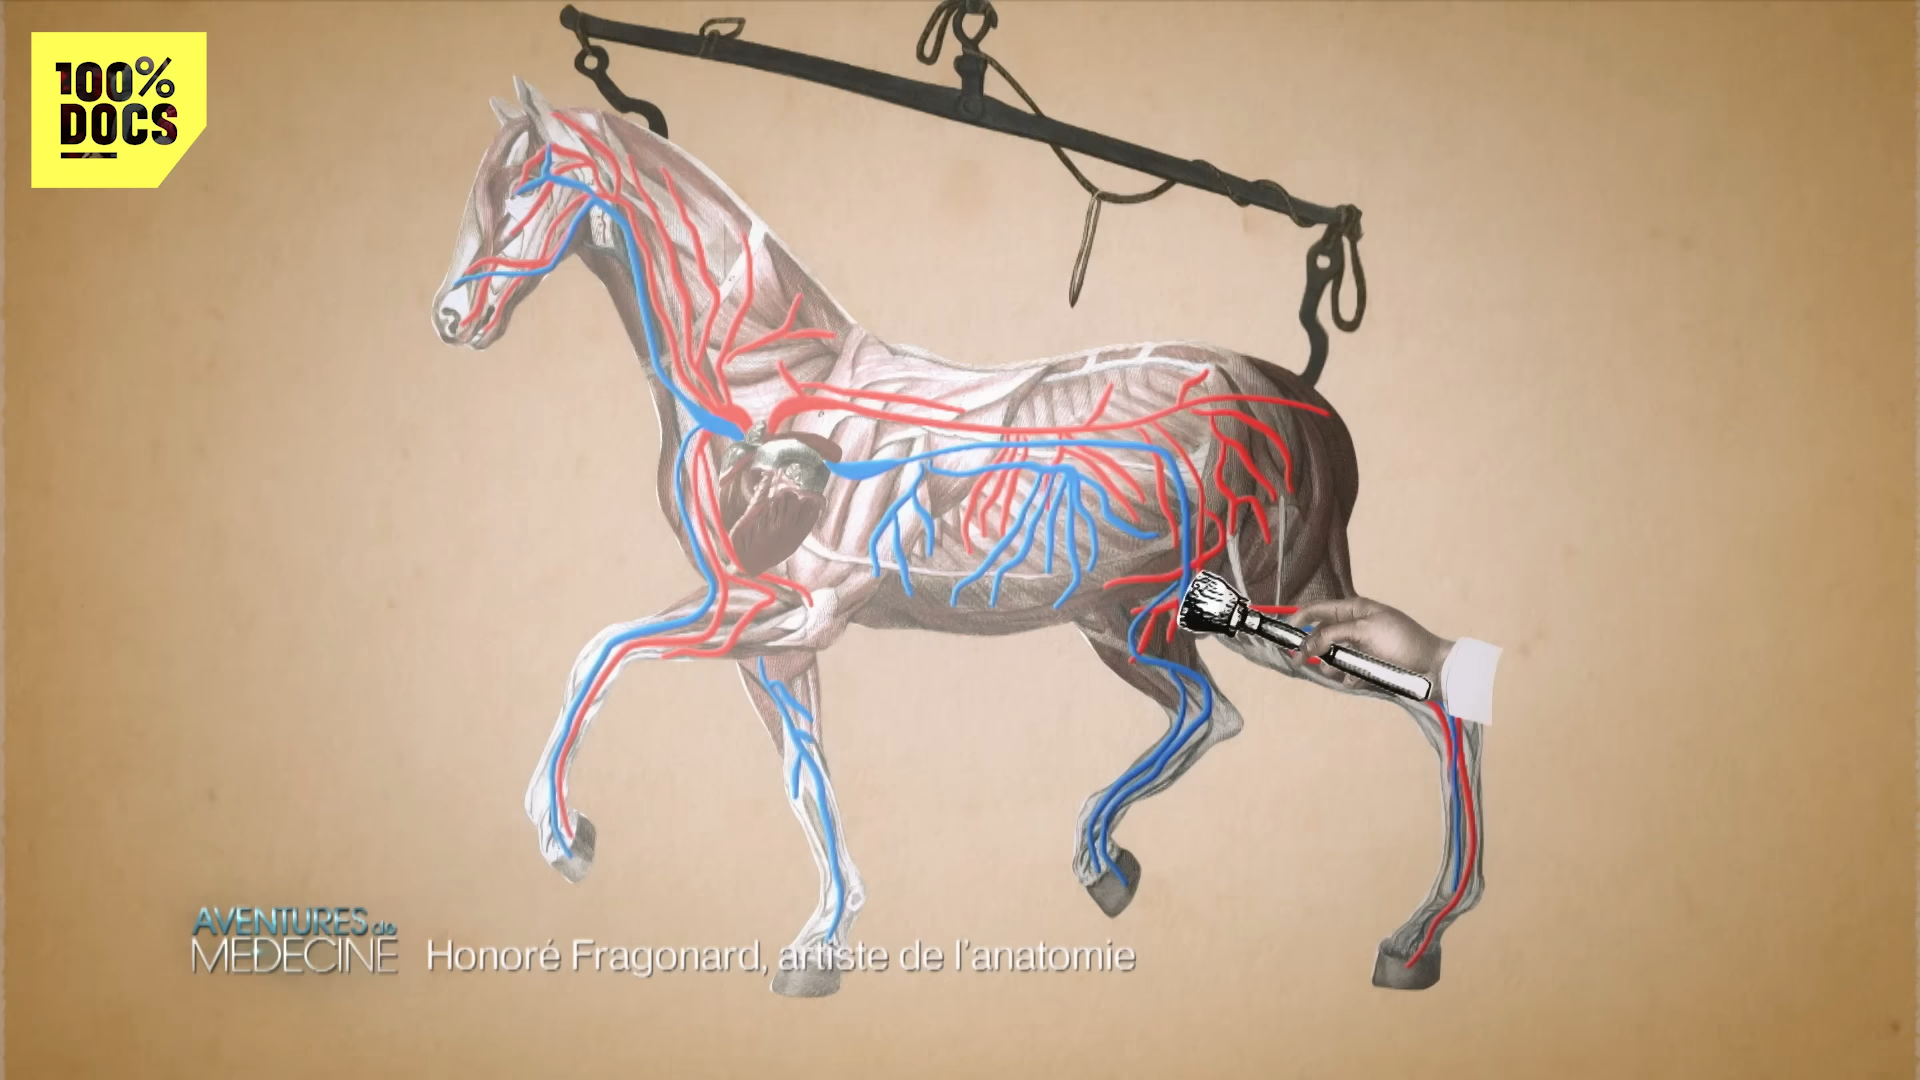 100%
DOCS
AVENTURES de
MEDECINE
Honoré Fragonard, artiste de l'anatomie